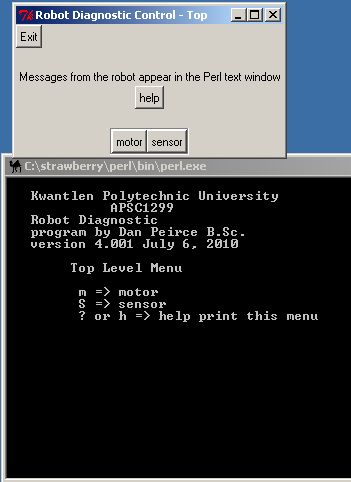 Robot Diagnostic Control - Top
Exit
Messages from the robot appear in the Perl text window
help
motor sensor
C:\strawberry\perl\bin\perl.exe
Kwantlen Polytechnic University
APSC1299
Robot Diagnostic
program by Dan Peirce B.Sc.
version 4.001 July 6, 2010
Top Level Menu
m => motor
S => sensor
? or h => help print this menu